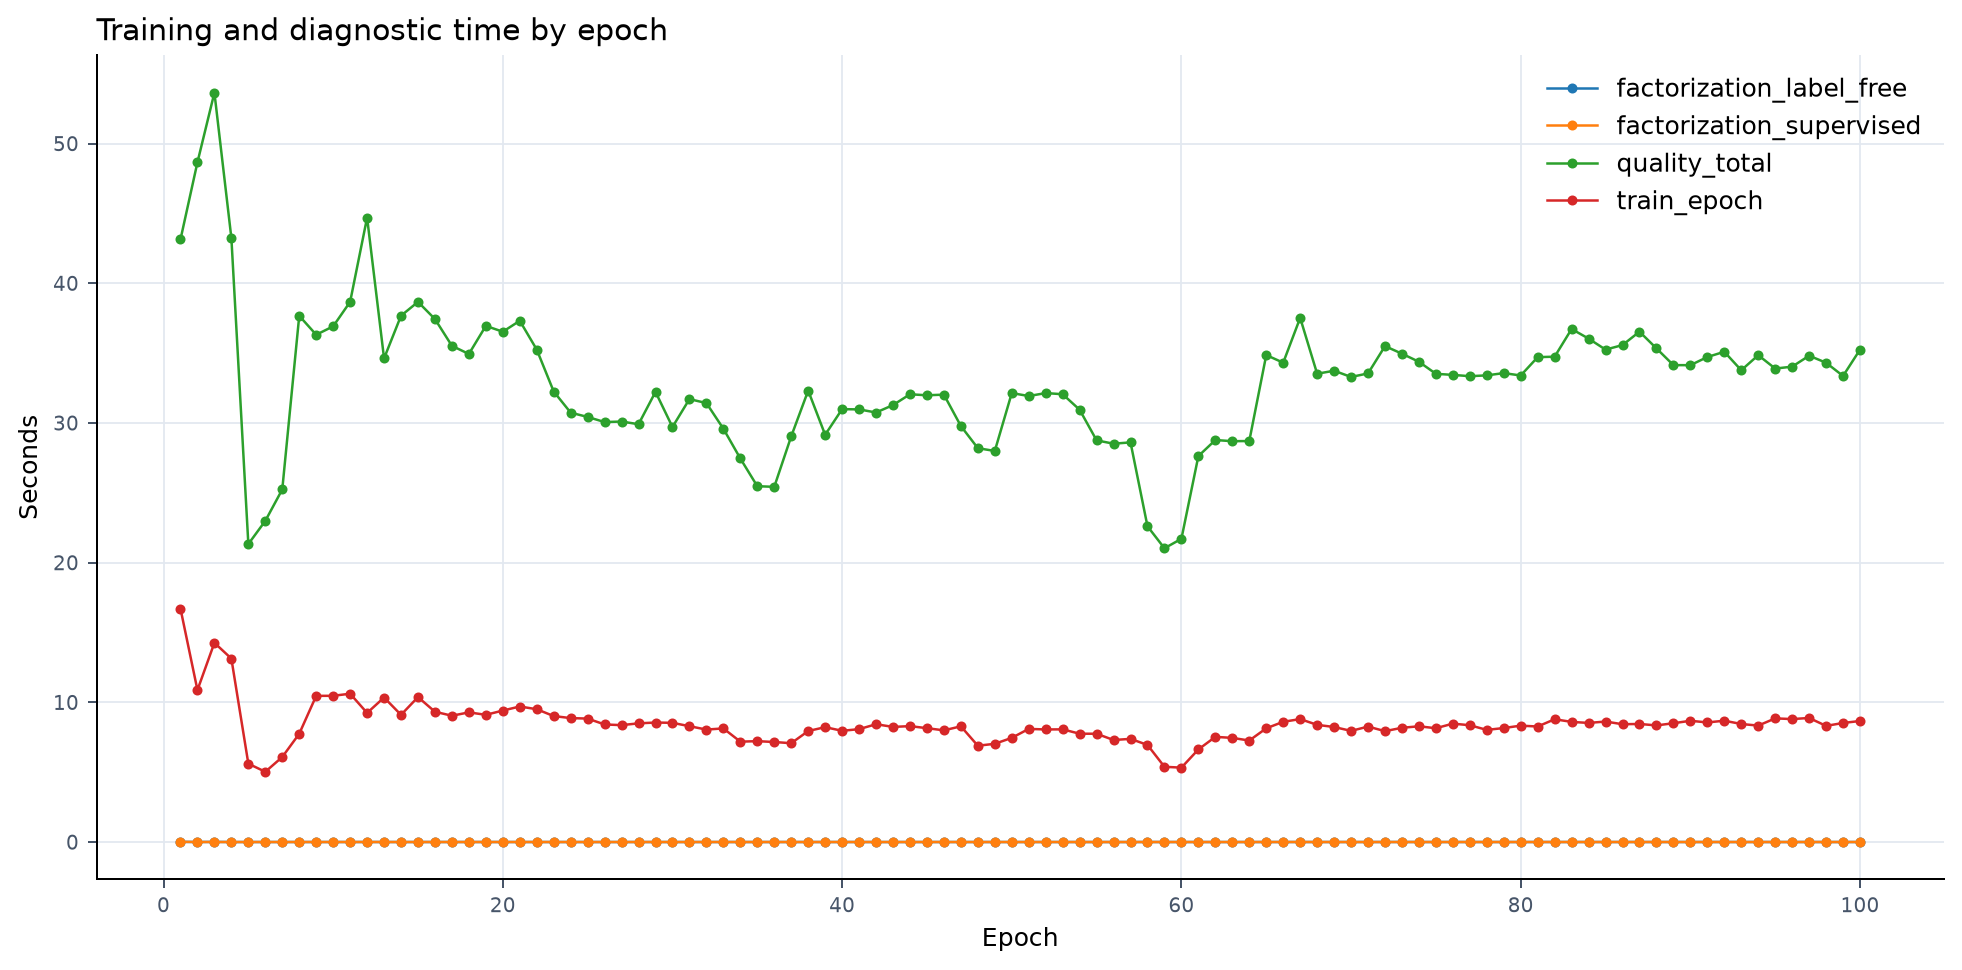 Training and diagnostic time by epoch
factorization_label_free
factorization_supervised
quality_total
train_epoch
Seconds
50
40
30
20
10
0
0 20 40 60 80 100
Epoch